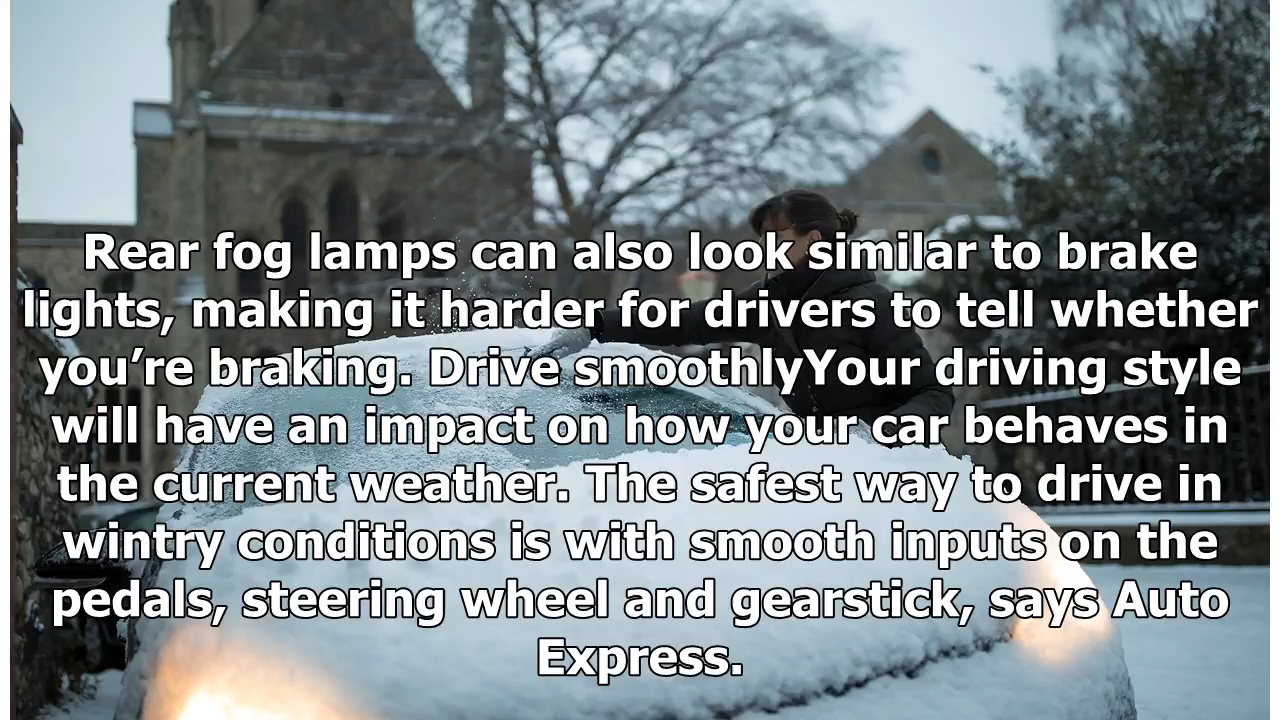 Rear fog lamps can also look similar to brake
lights, making it harder for drivers to tell whether
you’re braking. Drive smoothlyYour driving style
will have an impact on how your car behaves in
the current weather. The safest way to drive in
wintry conditions is with smooth inputs on the
pedals, steering wheel and gearstick, says Auto
Express.